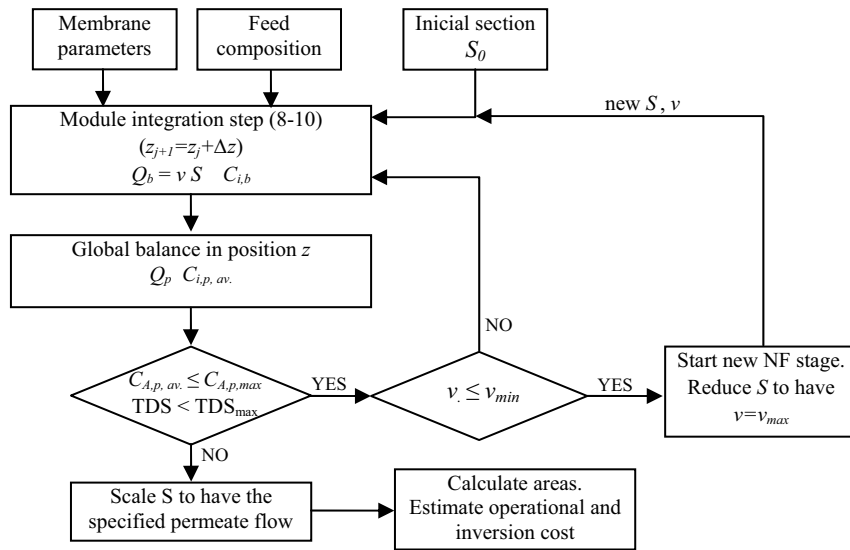 Membrane
parameters
Feed
composition
Inicial section
S0
new S , v
Module integration step (8-10)
(zj+1=zj+Δz)
Qb = v S Ci,b
Global balance in position z
Qp Ci,p, av.
NO
CA,p, av. ≤ CA,p,max
TDS < TDSmax
YES
v. ≤ vmin
YES
Start new NF stage.
Reduce S to have
v=vmax
NO
Scale S to have the
specified permeate flow
Calculate areas.
Estimate operational and
inversion cost